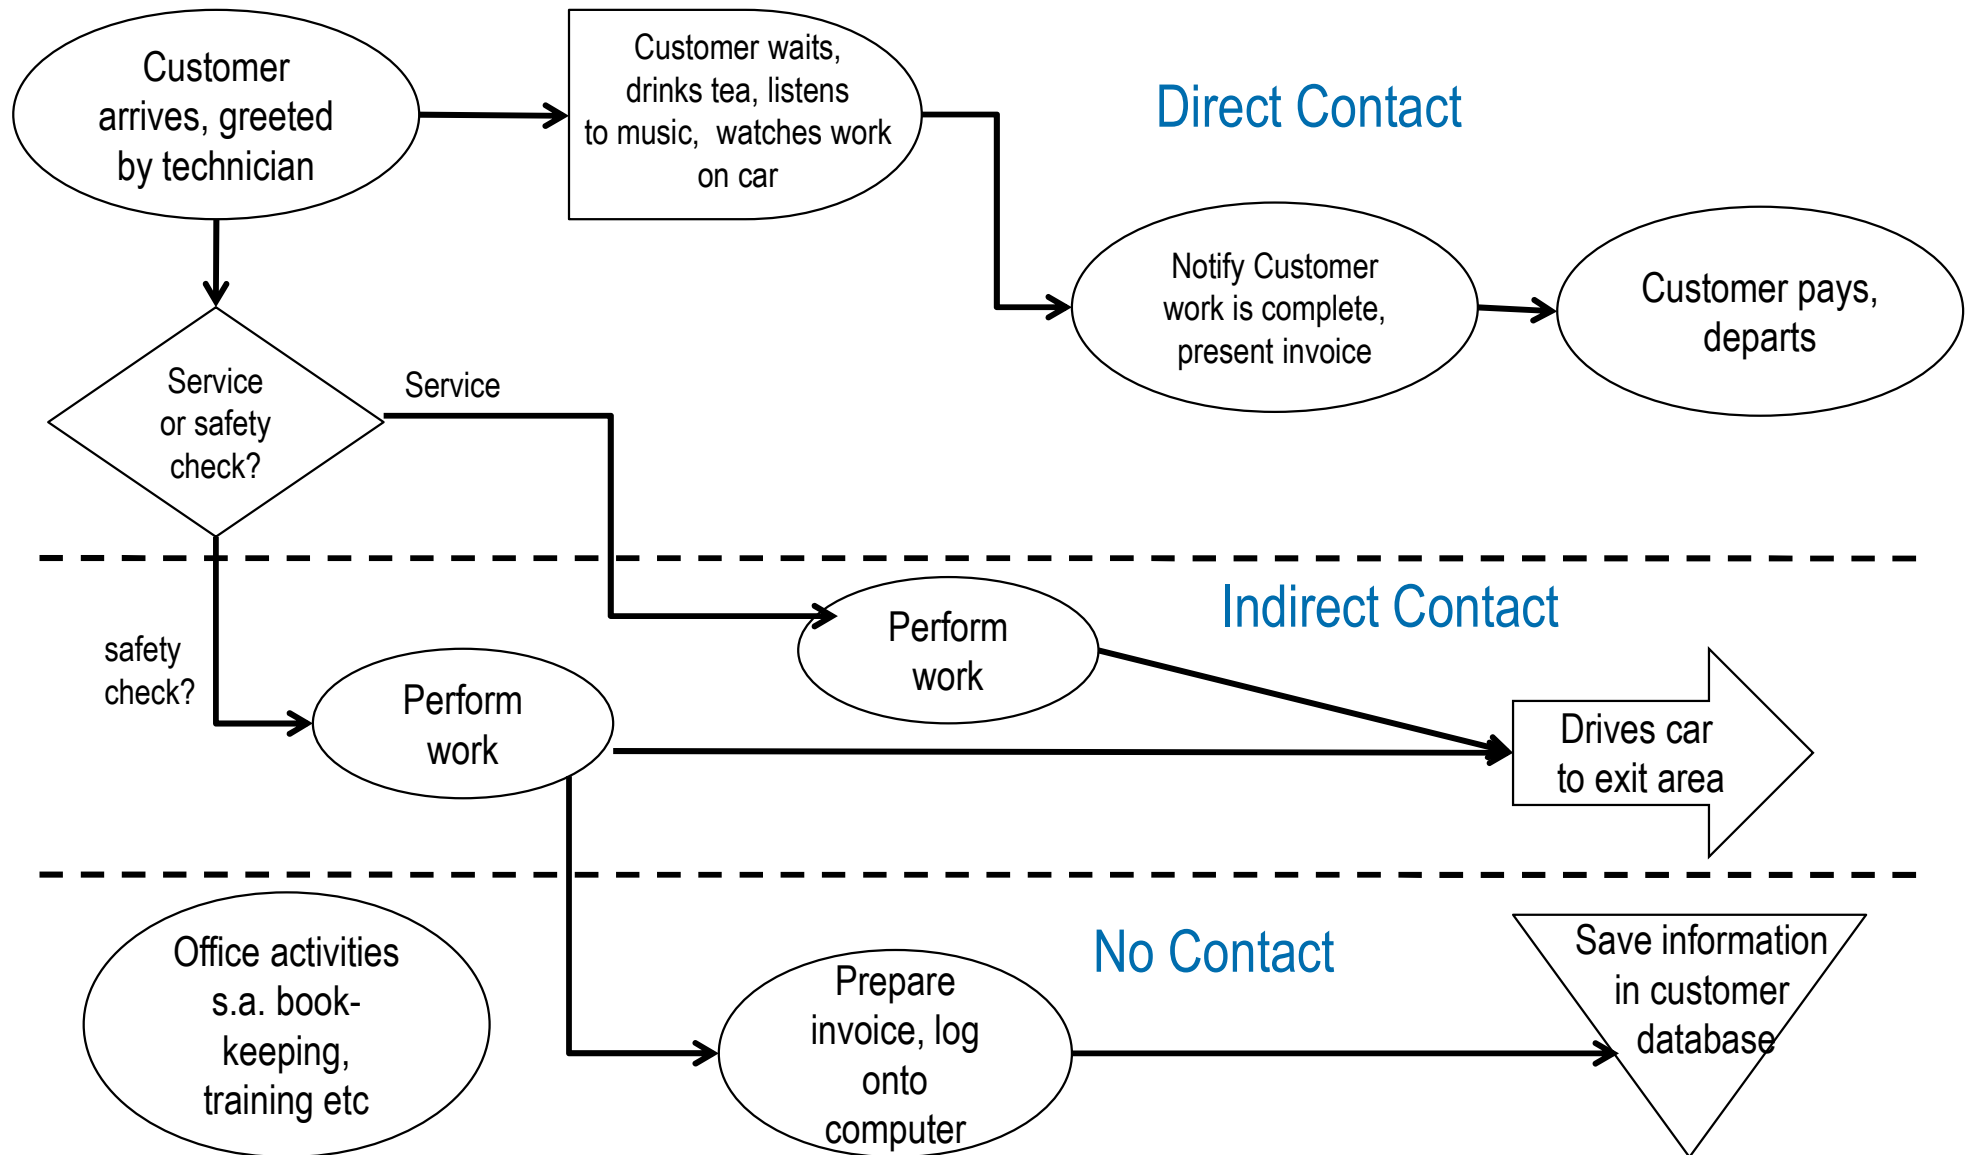 Customer
arrives, greeted
by technician
Customer waits,
drinks tea, listens
to music, watches work
on car
Direct Contact
Notify Customer
work is complete,
present invoice
Customer pays,
departs
Service
or safety
check?
Service
Indirect Contact
safety
check?
Perform
work
Perform
work
Drives car
to exit area
No Contact
Office activities
s.a. book-
keeping,
training etc
Prepare
invoice, log
onto
computer
Save information
in customer
database